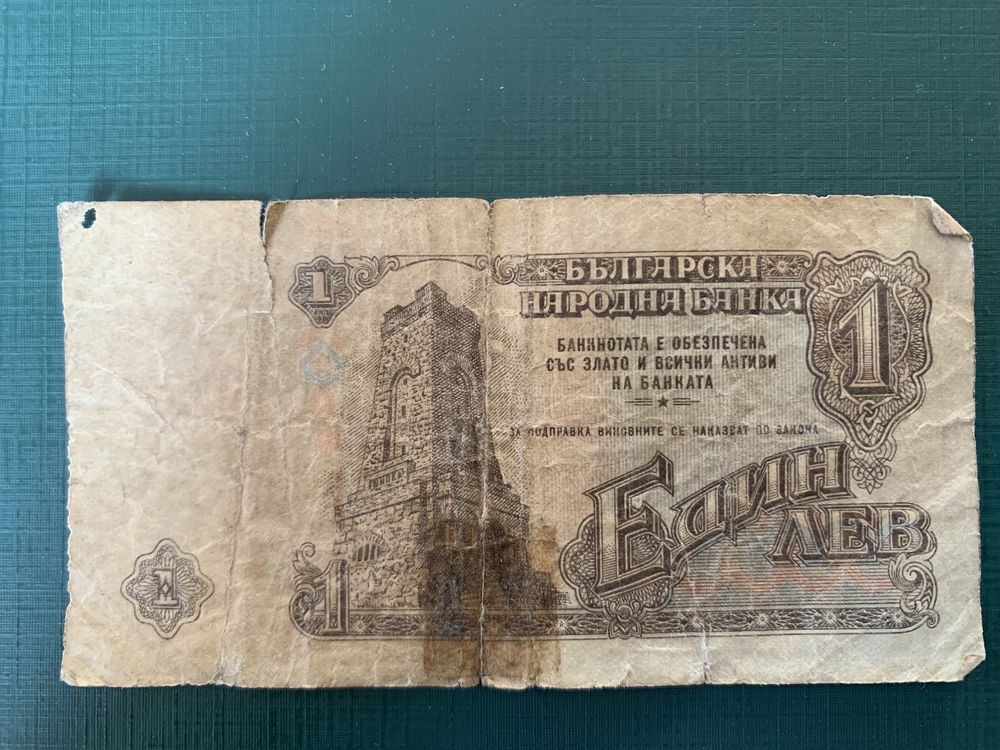 1
БЪЛГАРСКА
НАРОДНА БАНКА
1
БАНКНОТАТА Е ОБЕЗПЕЧЕНА
СЪС ЗЛАТО И ВСИЧКИ АКТИВИ
НА БАНКАТА
ЗА ПОДПРАВКА ВИНОВНИТЕ СЕ НАКАЗВАТ ПО ЗАКОНА
ШИПКА
ЕДИН
ЛЕВ
1
1